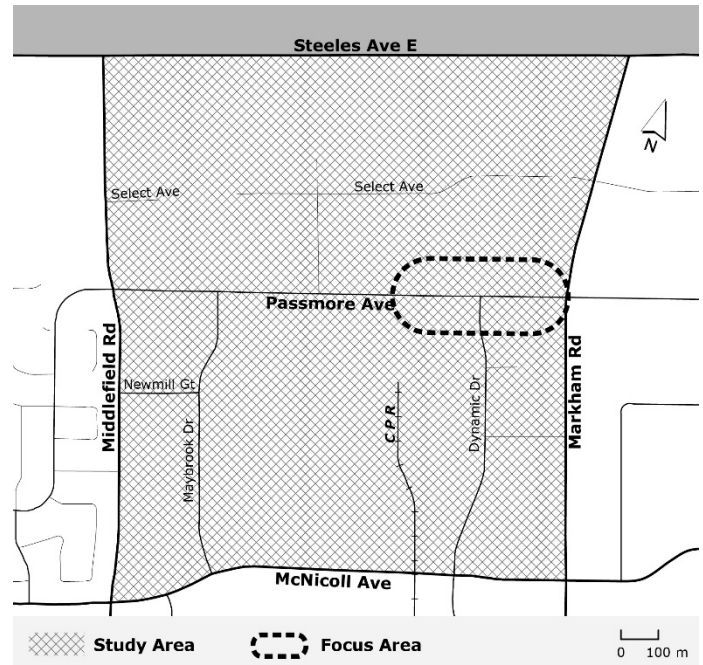 Steeles Ave E
N
Select Ave
Select Ave
Passmore Ave
Middlefield Rd
Newmill Gt
Maybrook Dr
C P R
Dynamic Dr
Markham Rd
McNicoll Ave
Study Area
Focus Area
0 100 m